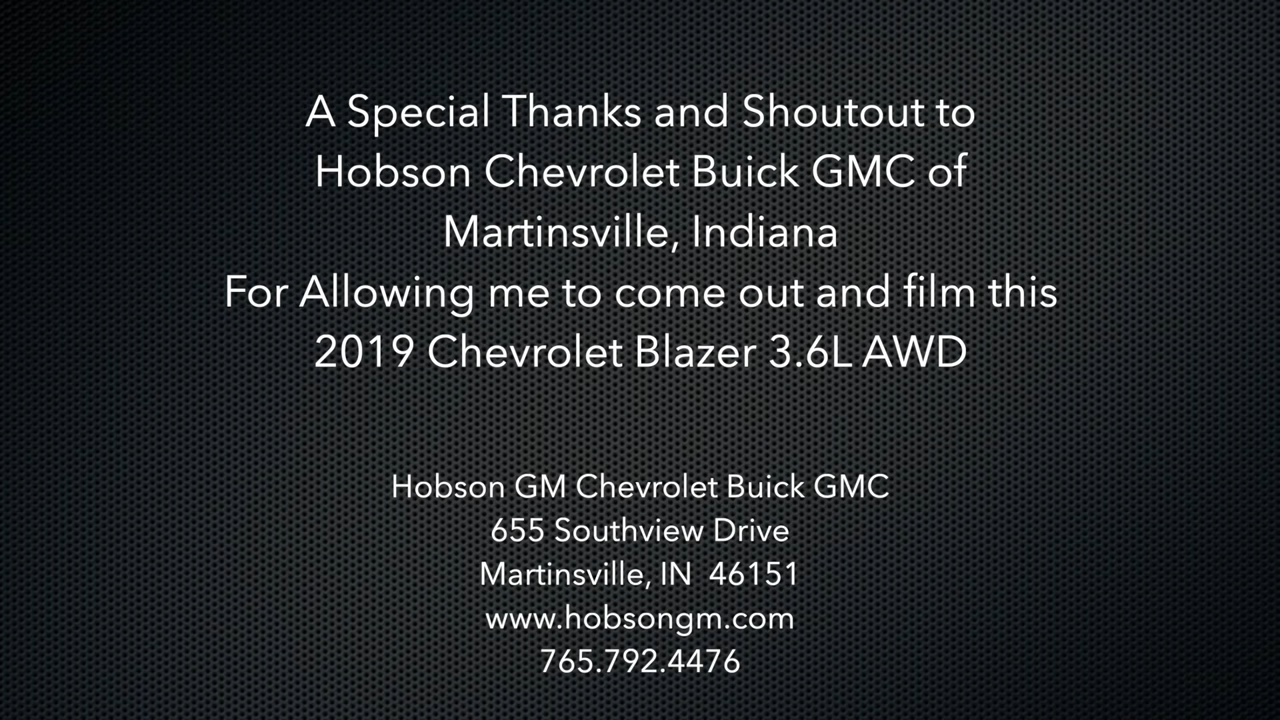 A Special Thanks and Shoutout to
Hobson Chevrolet Buick GMC of
Martinsville, Indiana
For Allowing me to come out and film this
2019 Chevrolet Blazer 3.6L AWD
Hobson GM Chevrolet Buick GMC
655 Southview Drive
Martinsville, IN  46151
www.hobsongm.com
765.792.4476